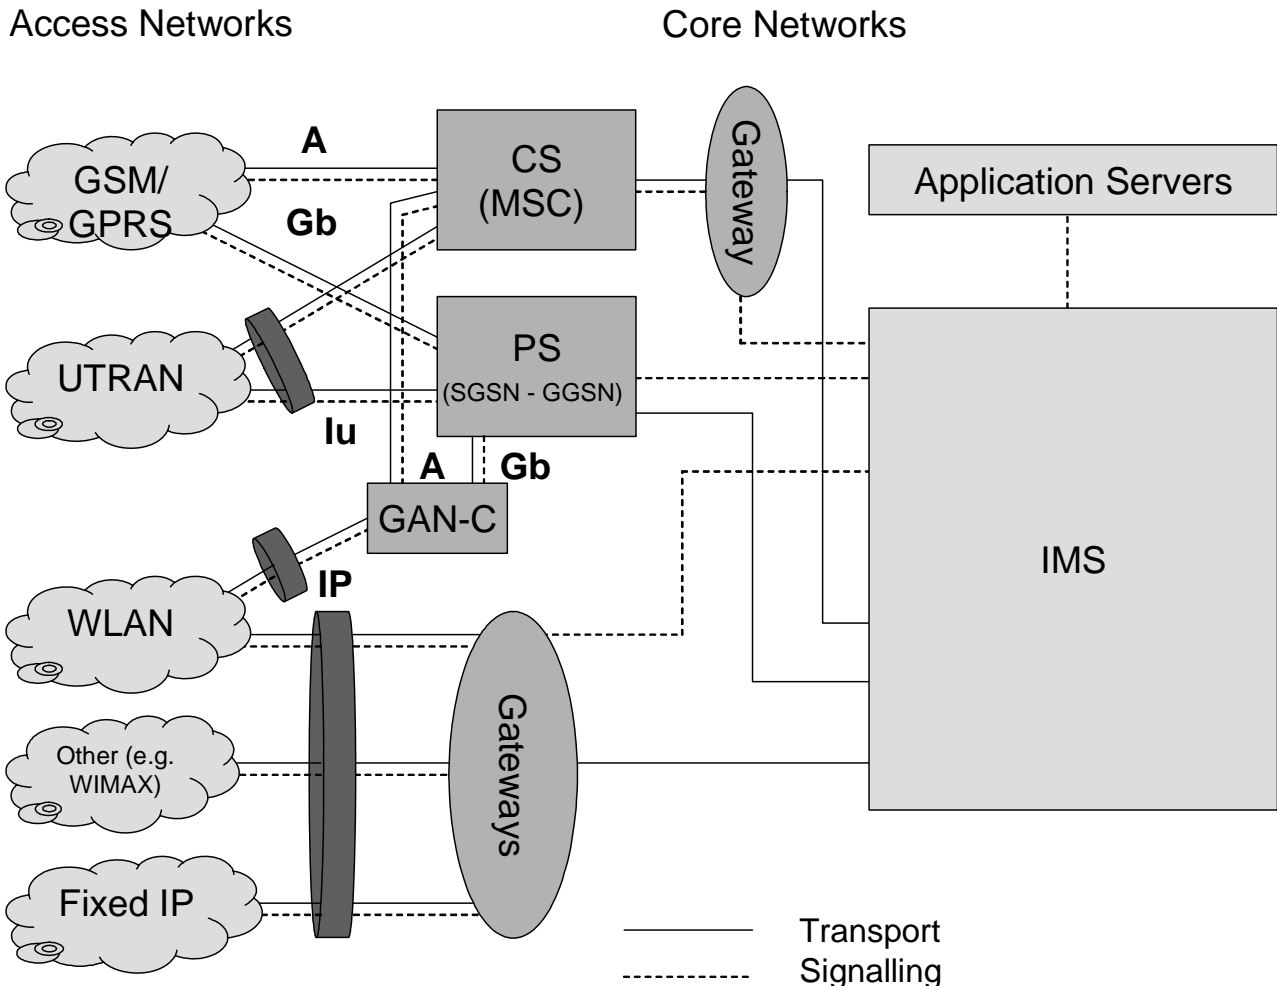 Access Networks
Core Networks
A
GSM/
GPRS
Gb
CS
(MSC)
Gateway
Application Servers
UTRAN
Iu
PS
(SGSN - GGSN)
A
Gb
GAN-C
IMS
IP
WLAN
Other (e.g.
WIMAX)
Gateways
Fixed IP
Transport
Signalling